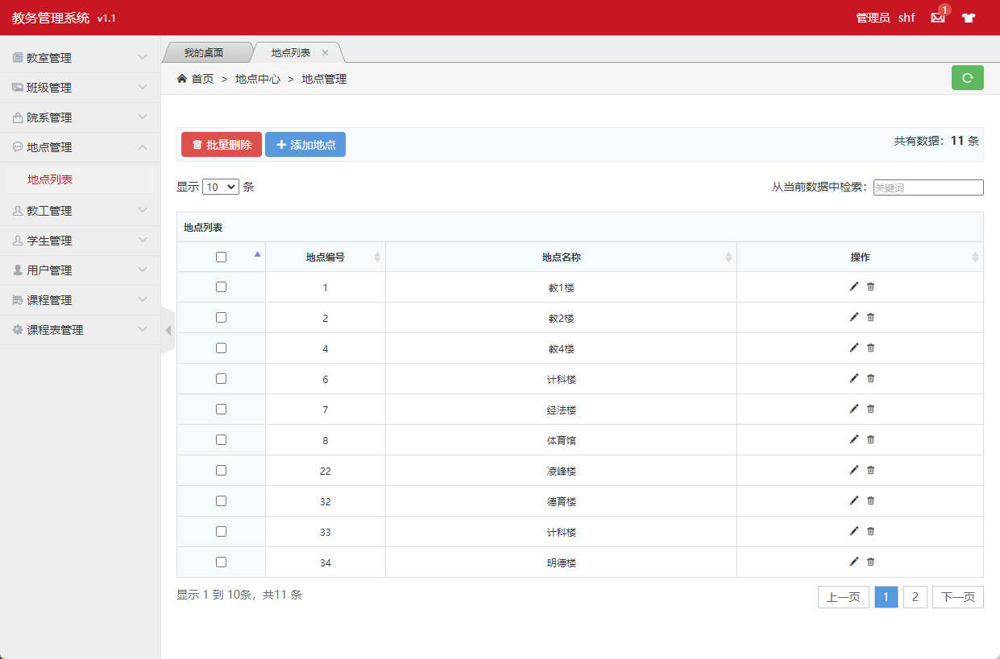 教务管理系统 v1.1
管理员 shf 1
教室管理
班级管理
院系管理
地点管理
地点列表
教工管理
学生管理
用户管理
课程管理
课程表管理
我的桌面 地点列表 ×
首页 > 地点中心 > 地点管理
批量删除 添加地点 共有数据：11 条
显示 10 条 从当前数据中检索： 关键词
地点列表
地点编号 地点名称 操作
1 教1楼
2 教2楼
4 教4楼
6 计科楼
7 经法楼
8 体育馆
22 凌峰楼
32 德育楼
33 计科楼
34 明德楼
显示 1 到 10条，共11 条 上一页 1 2 下一页